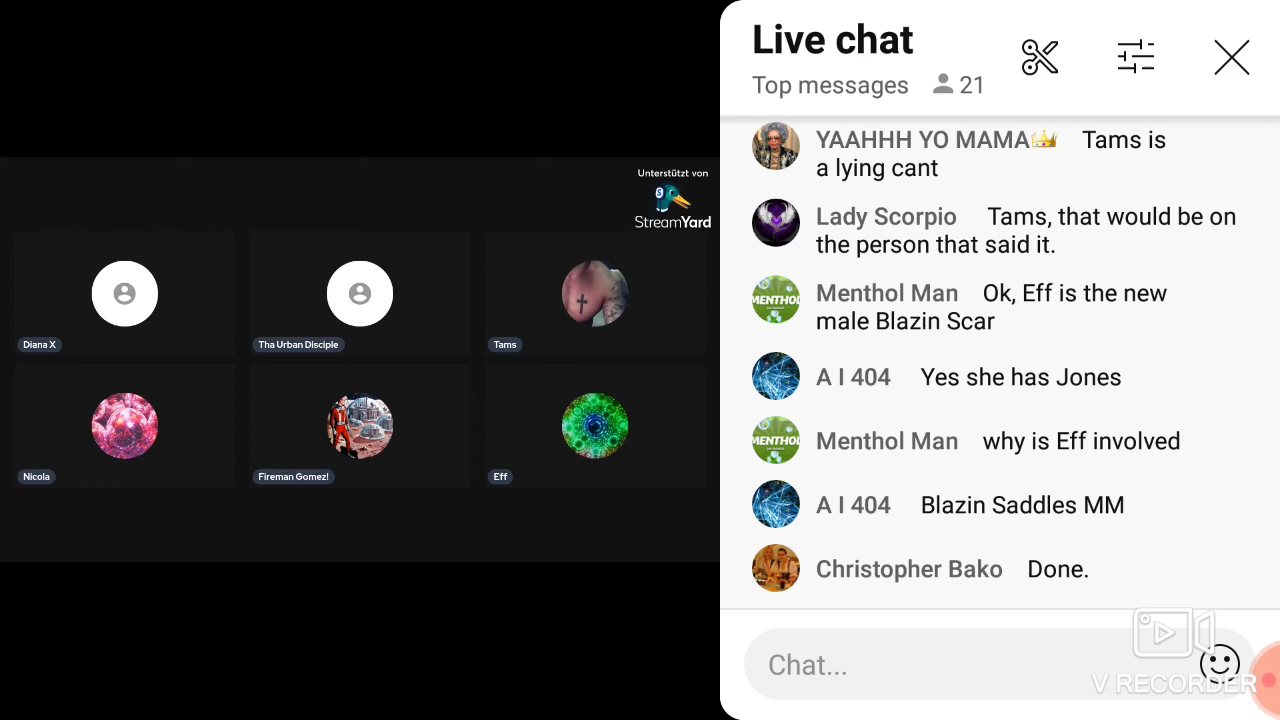 Unterstützt von
StreamYard
Diana X
Tha Urban Disciple
Tams
Nicola
Fireman Gomez!
Eff
Live chat
Top messages 21
YAAHHH YO MAMA👑 Tams is
a lying cant
Lady Scorpio Tams, that would be on
the person that said it.
MENTHOL
Menthol Man Ok, Eff is the new
male Blazin Scar
A I 404 Yes she has Jones
MENTHOL
Menthol Man why is Eff involved
A I 404 Blazin Saddles MM
Christopher Bako Done.
Chat...
V RECORDER